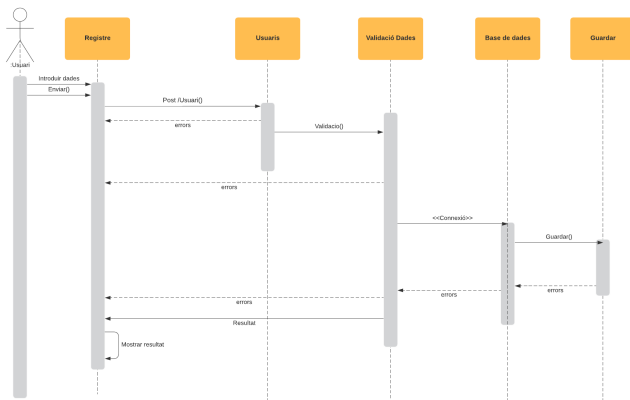 Registre
Usuaris
Validació Dades
Base de dades
Guardar
:Usuari
Introduir dades
Enviar()
Post /Usuari()
errors
Validacio()
errors
<<Connexió>>
Guardar()
errors
errors
errors
Resultat
Mostrar resultat